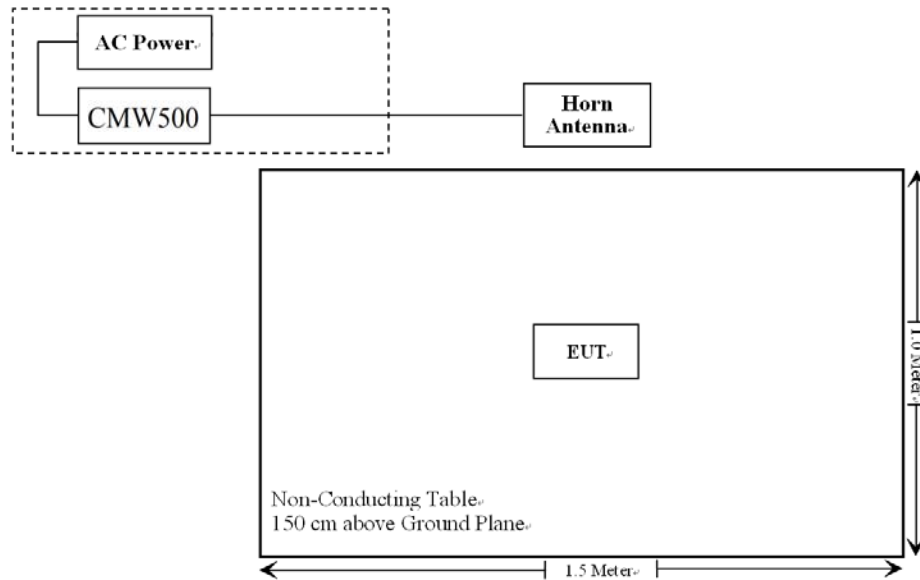 AC Power
CMW500
Horn
Antenna
EUT
1.0 Meter
Non-Conducting Table
150 cm above Ground Plane
1.5 Meter